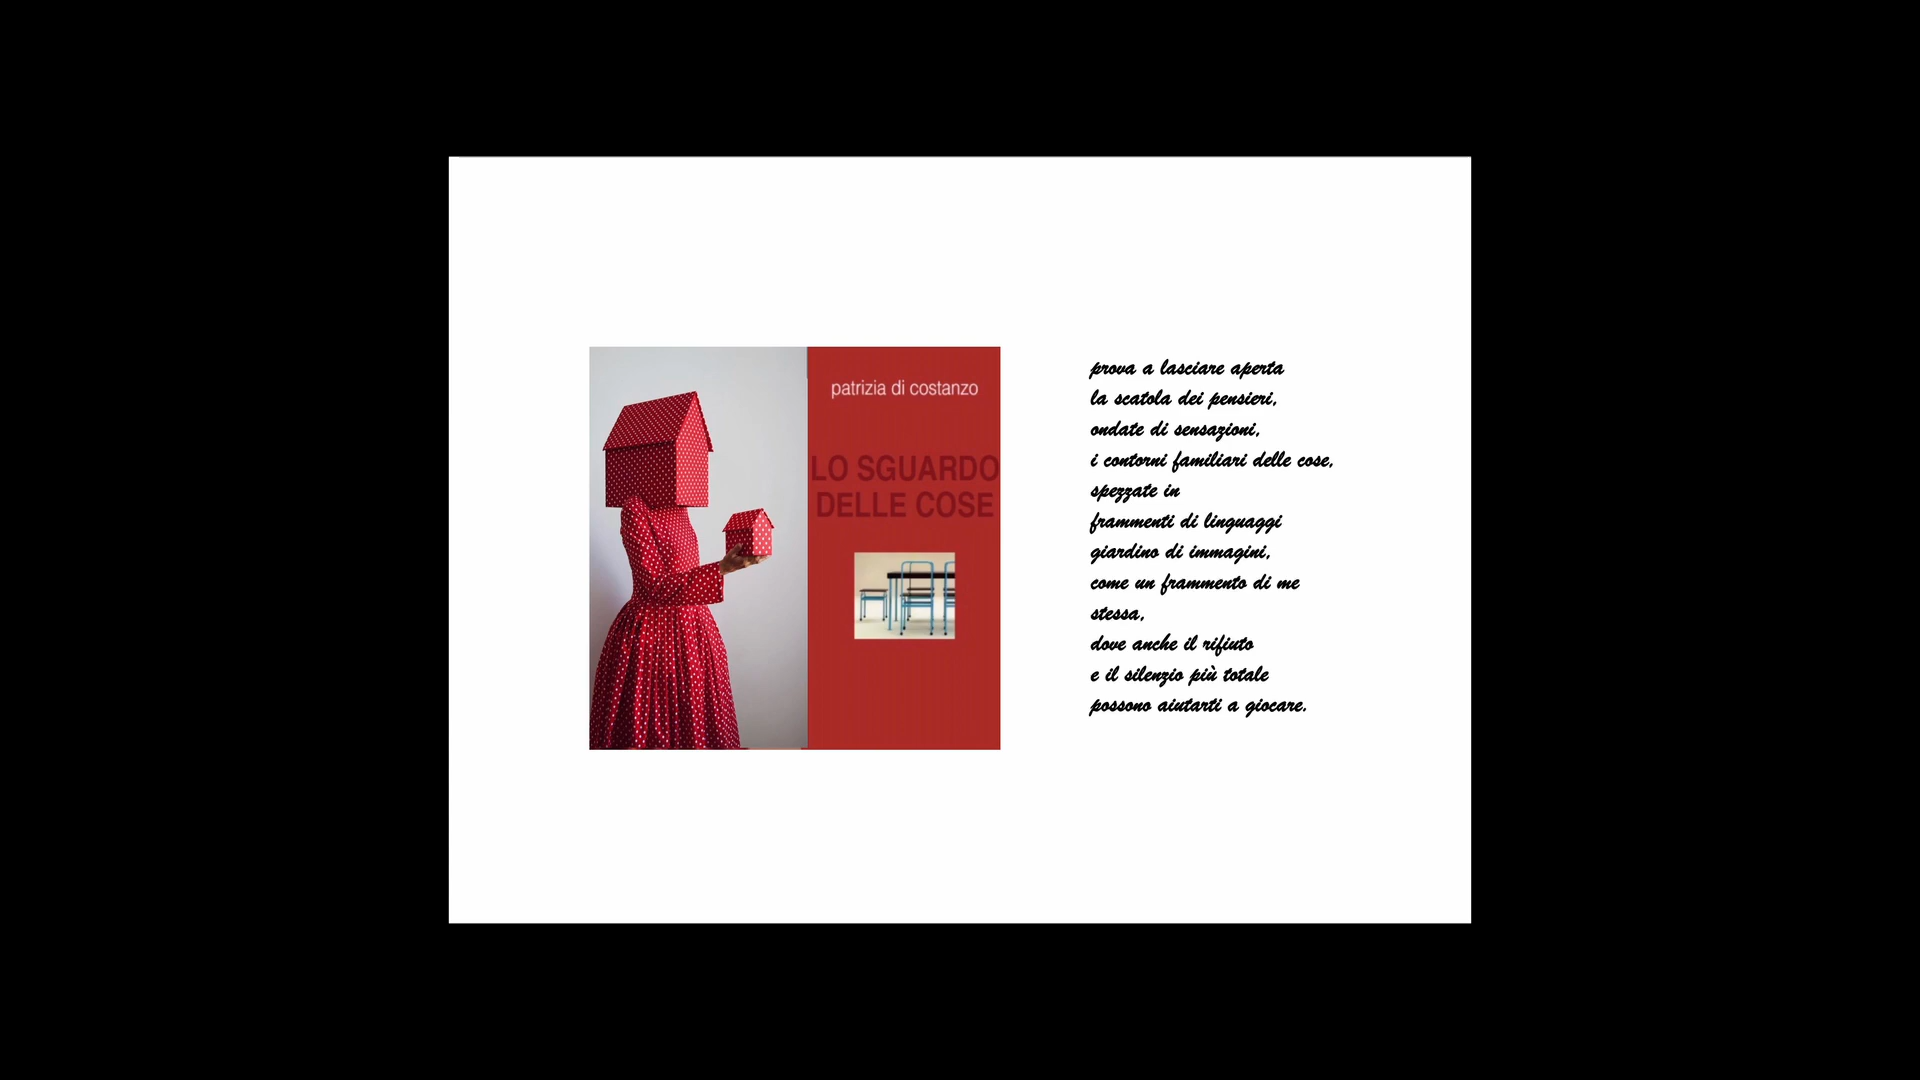 patrizia di costanzo
LO SGUARDO
DELLE COSE
prova a lasciare aperta
la scatola dei pensieri,
ondate di sensazioni,
i contorni familiari delle cose,
spezzate in
frammenti di linguaggi
giardino di immagini,
come un frammento di me
stessa,
dove anche il rifiuto
e il silenzio più totale
possono aiutarti a giocare.